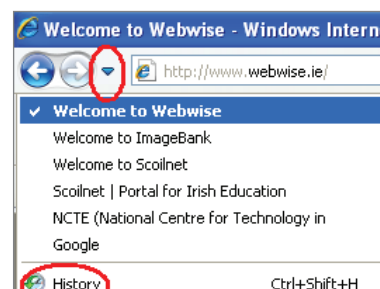 Welcome to Webwise - Windows Intern
http://www.webwise.ie/
Welcome to Webwise
Welcome to ImageBank
Welcome to Scoilnet
Scoilnet | Portal for Irish Education
NCTE (National Centre for Technology in
Google
History Ctrl+Shift+H